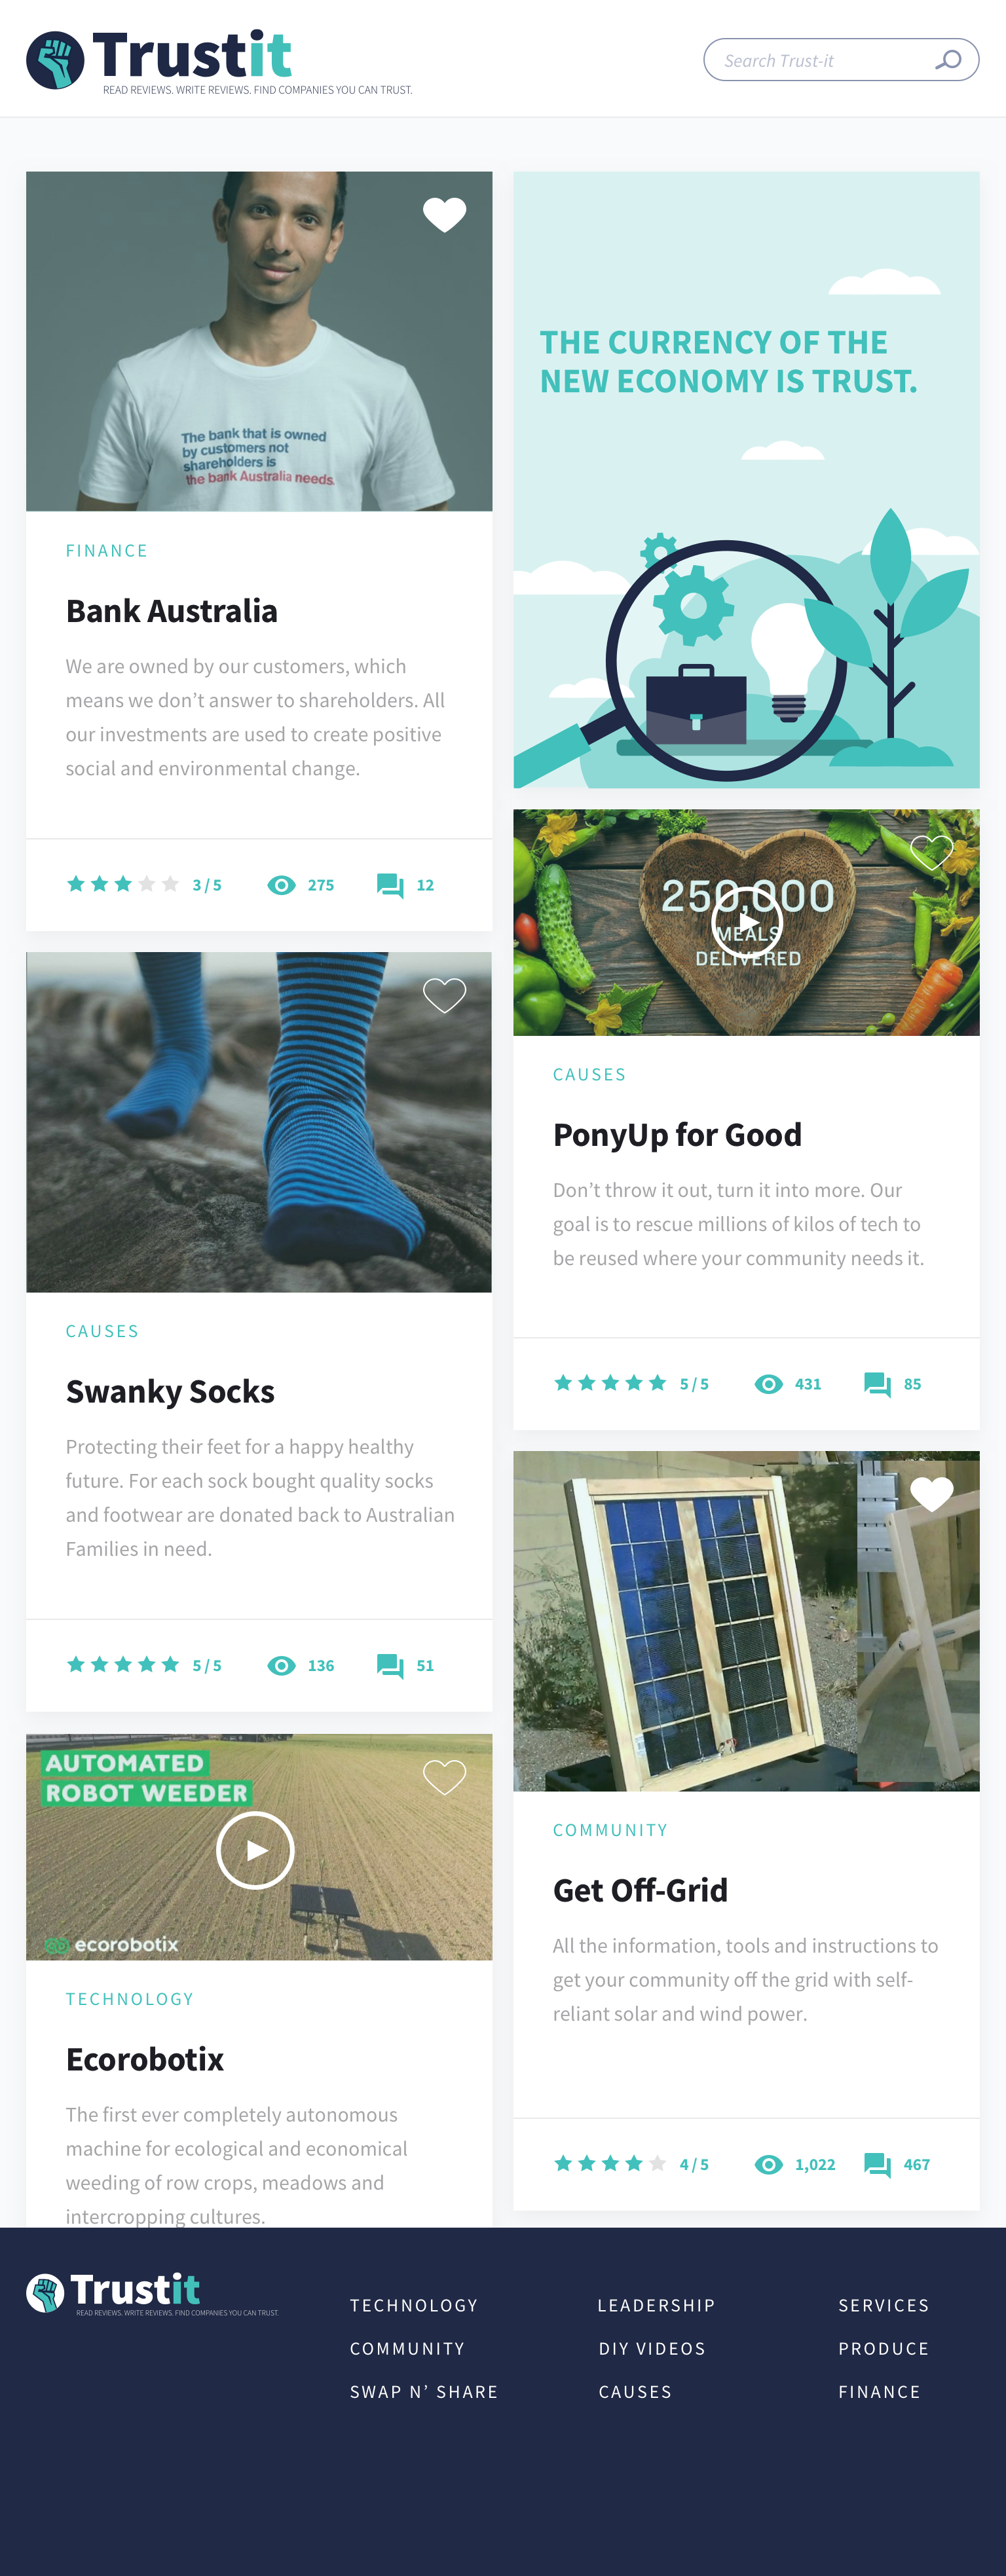 Trustit
READ REVIEWS. WRITE REVIEWS. FIND COMPANIES YOU CAN TRUST.
Search Trust-it
The bank that is owned
by customers not
shareholders is
the bank Australia needs.
FINANCE
Bank Australia
We are owned by our customers, which
means we don’t answer to shareholders. All
our investments are used to create positive
social and environmental change.
3 / 5
275
12
CAUSES
Swanky Socks
Protecting their feet for a happy healthy
future. For each sock bought quality socks
and footwear are donated back to Australian
Families in need.
5 / 5
136
51
AUTOMATED
ROBOT WEEDER
ecorobotix
TECHNOLOGY
Ecorobotix
The first ever completely autonomous
machine for ecological and economical
weeding of row crops, meadows and
intercropping cultures.
THE CURRENCY OF THE
NEW ECONOMY IS TRUST.
250,000
MEALS
DELIVERED
CAUSES
PonyUp for Good
Don’t throw it out, turn it into more. Our
goal is to rescue millions of kilos of tech to
be reused where your community needs it.
5 / 5
431
85
COMMUNITY
Get Off-Grid
All the information, tools and instructions to
get your community off the grid with self-
reliant solar and wind power.
4 / 5
1,022
467
Trustit
READ REVIEWS. WRITE REVIEWS. FIND COMPANIES YOU CAN TRUST.
TECHNOLOGY
COMMUNITY
SWAP N’ SHARE
LEADERSHIP
DIY VIDEOS
CAUSES
SERVICES
PRODUCE
FINANCE